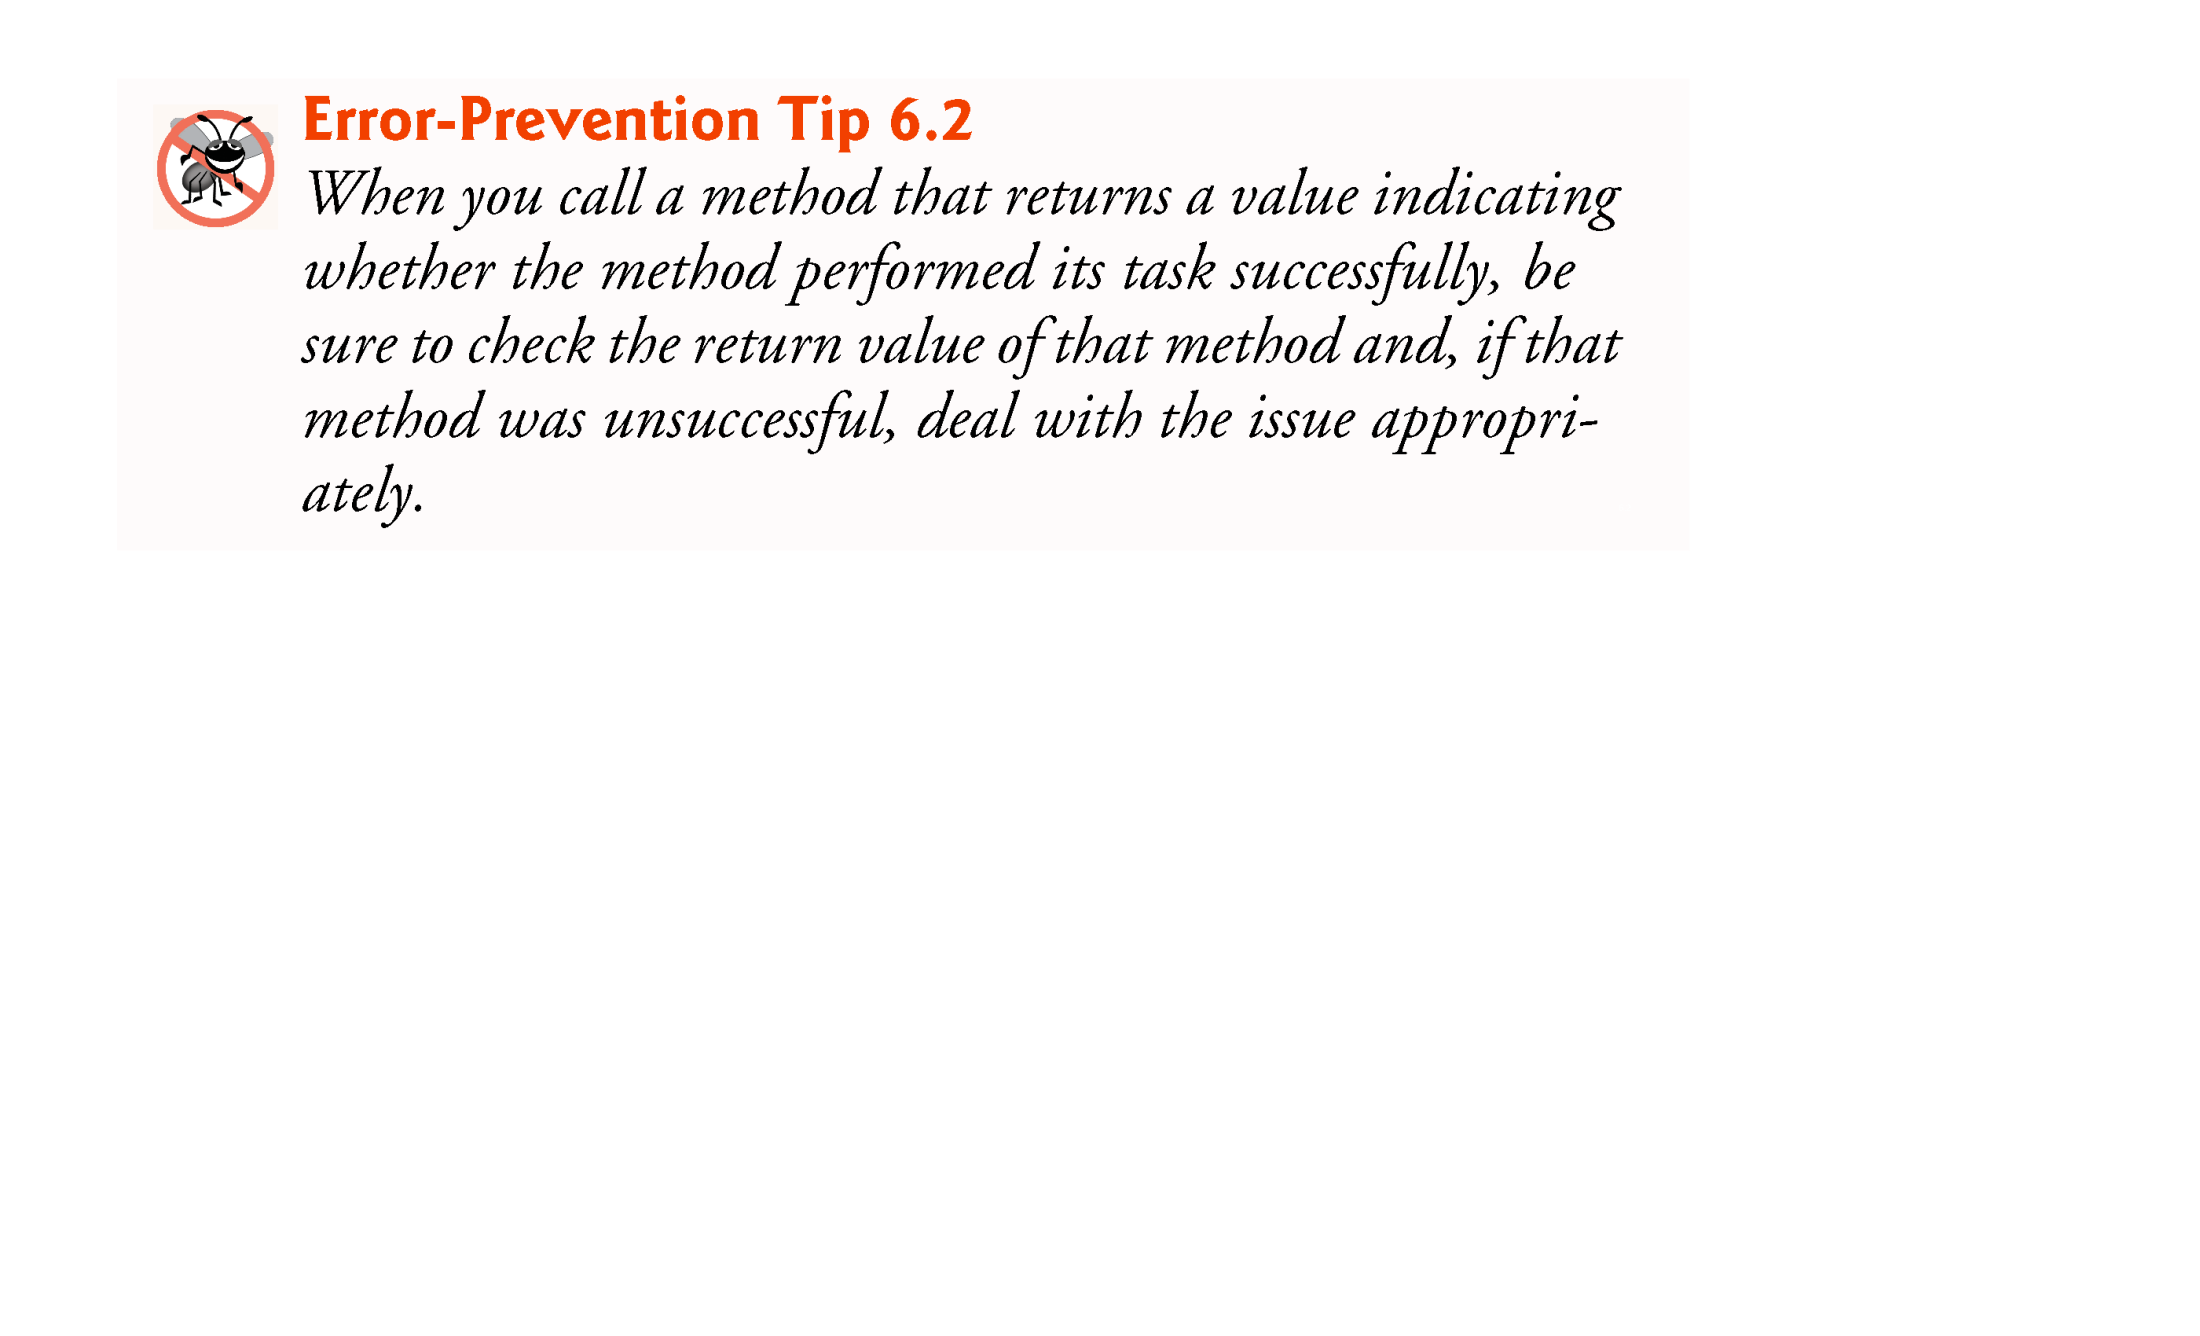 Error-Prevention Tip 6.2
When you call a method that returns a value indicating
whether the method performed its task successfully, be
sure to check the return value of that method and, if that
method was unsuccessful, deal with the issue appropri-
ately.